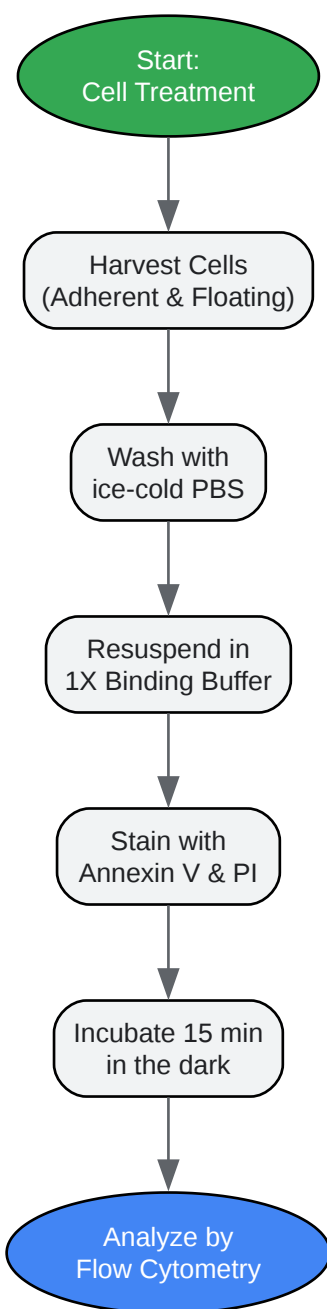 Start:
Cell Treatment
Harvest Cells
(Adherent & Floating)
Wash with
ice-cold PBS
Resuspend in
1X Binding Buffer
Stain with
Annexin V & PI
Incubate 15 min
in the dark
Analyze by
Flow Cytometry